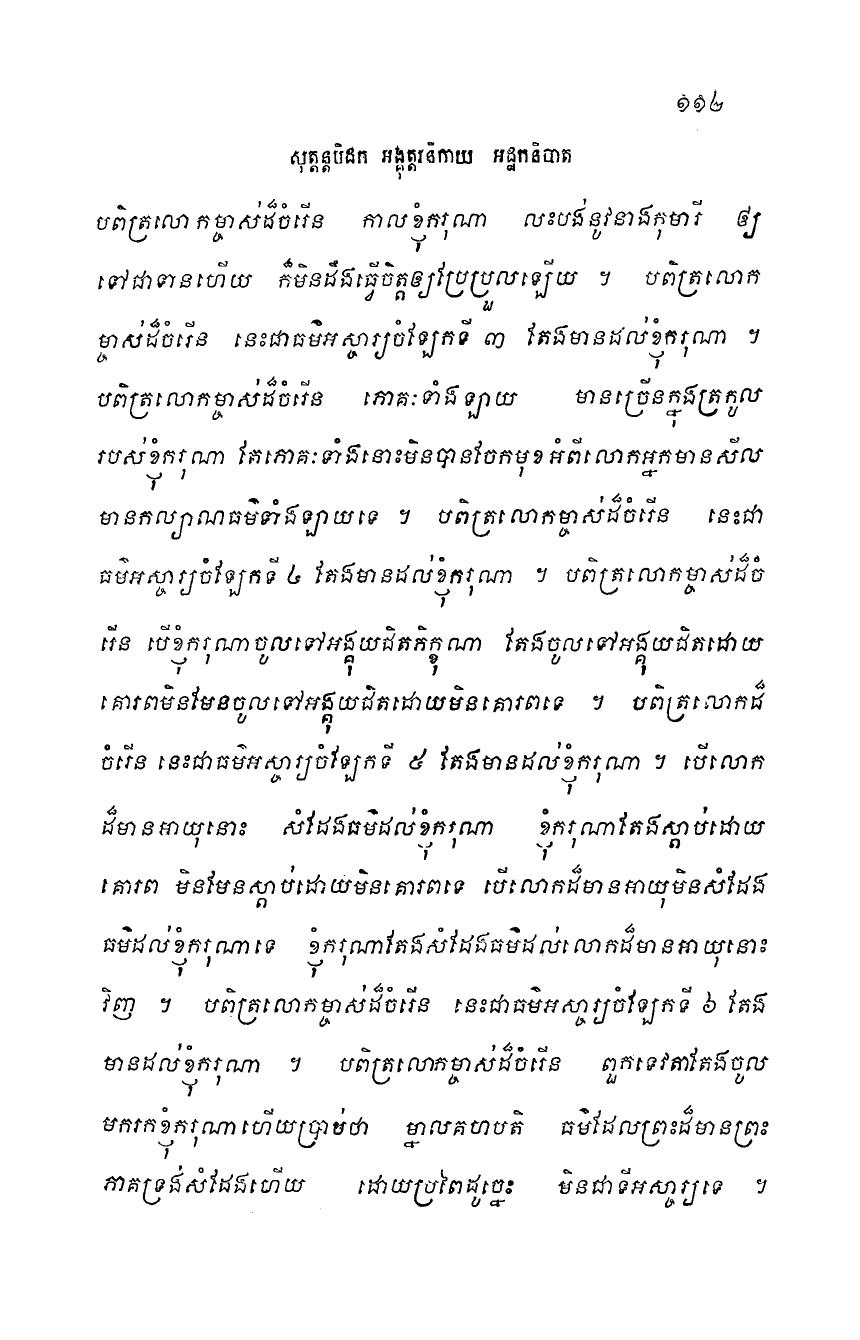 ១១២
សុត្តន្តបិដក អង្គុត្តរនិកាយ អដ្ឋកនិបាត
បពិត្រលោកម្ចាស់ដ៏ចំរើន កាលខ្ញុំករុណា លះបង់នូវនាងកុមារី ឲ្យ
ទៅជាទានហើយ ក៏មិនដឹងធ្វើចិត្តឲ្យប្រែប្រួលឡើយ ។ បពិត្រលោក
ម្ចាស់ដ៏ចំរើន នេះជាធម៌អស្ចារ្យចំឡែកទី ៣ តែងមានដល់ខ្ញុំករុណា ។
បពិត្រលោកម្ចាស់ដ៏ចំរើន ភោគៈទាំងឡាយ មានច្រើនក្នុងត្រកូល
របស់ខ្ញុំករុណា តែភោគៈទាំងនោះមិនបានចែកមុខ អំពីលោកអ្នកមានសីល
មានកល្យាណធម៌ទាំងឡាយទេ ។ បពិត្រលោកម្ចាស់ដ៏ចំរើន នេះជា
ធម៌អស្ចារ្យចំឡែកទី ៤ តែងមានដល់ខ្ញុំករុណា ។ បពិត្រលោកម្ចាស់ដ៏ចំ
រើន បើខ្ញុំករុណាចូលទៅអង្គុយជិតភិក្ខុណា តែងចូលទៅអង្គុយជិតដោយ
គោរពមិនមែនចូលទៅអង្គុយជិតដោយមិនគោរពទេ ។ បពិត្រលោកដ៏
ចំរើន នេះជាធម៌អស្ចារ្យចំឡែកទី ៥ តែងមានដល់ខ្ញុំករុណា ។ បើលោក
ដ៏មានអាយុនោះ សំដែងធម៌ដល់ខ្ញុំករុណា ខ្ញុំករុណាតែងស្តាប់ដោយ
គោរព មិនមែនស្តាប់ដោយមិនគោរពទេ បើលោកដ៏មានអាយុមិនសំដែង
ធម៌ដល់ខ្ញុំករុណាទេ ខ្ញុំករុណាតែងសំដែងធម៌ដល់លោកដ៏មានអាយុនោះ
វិញ ។ បពិត្រលោកម្ចាស់ដ៏ចំរើន នេះជាធម៌អស្ចារ្យចំឡែកទី ៦ តែង
មានដល់ខ្ញុំករុណា ។ បពិត្រលោកម្ចាស់ដ៏ចំរើន ពួកទេវតាតែងចូល
មករកខ្ញុំករុណាហើយប្រាប់ថា ម្នាលគហបតិ ធម៌ដែលព្រះដ៏មានព្រះ
ភាគទ្រង់សំដែងហើយ ដោយប្រពៃដូច្នេះ មិនជាទីអស្ចារ្យទេ ។